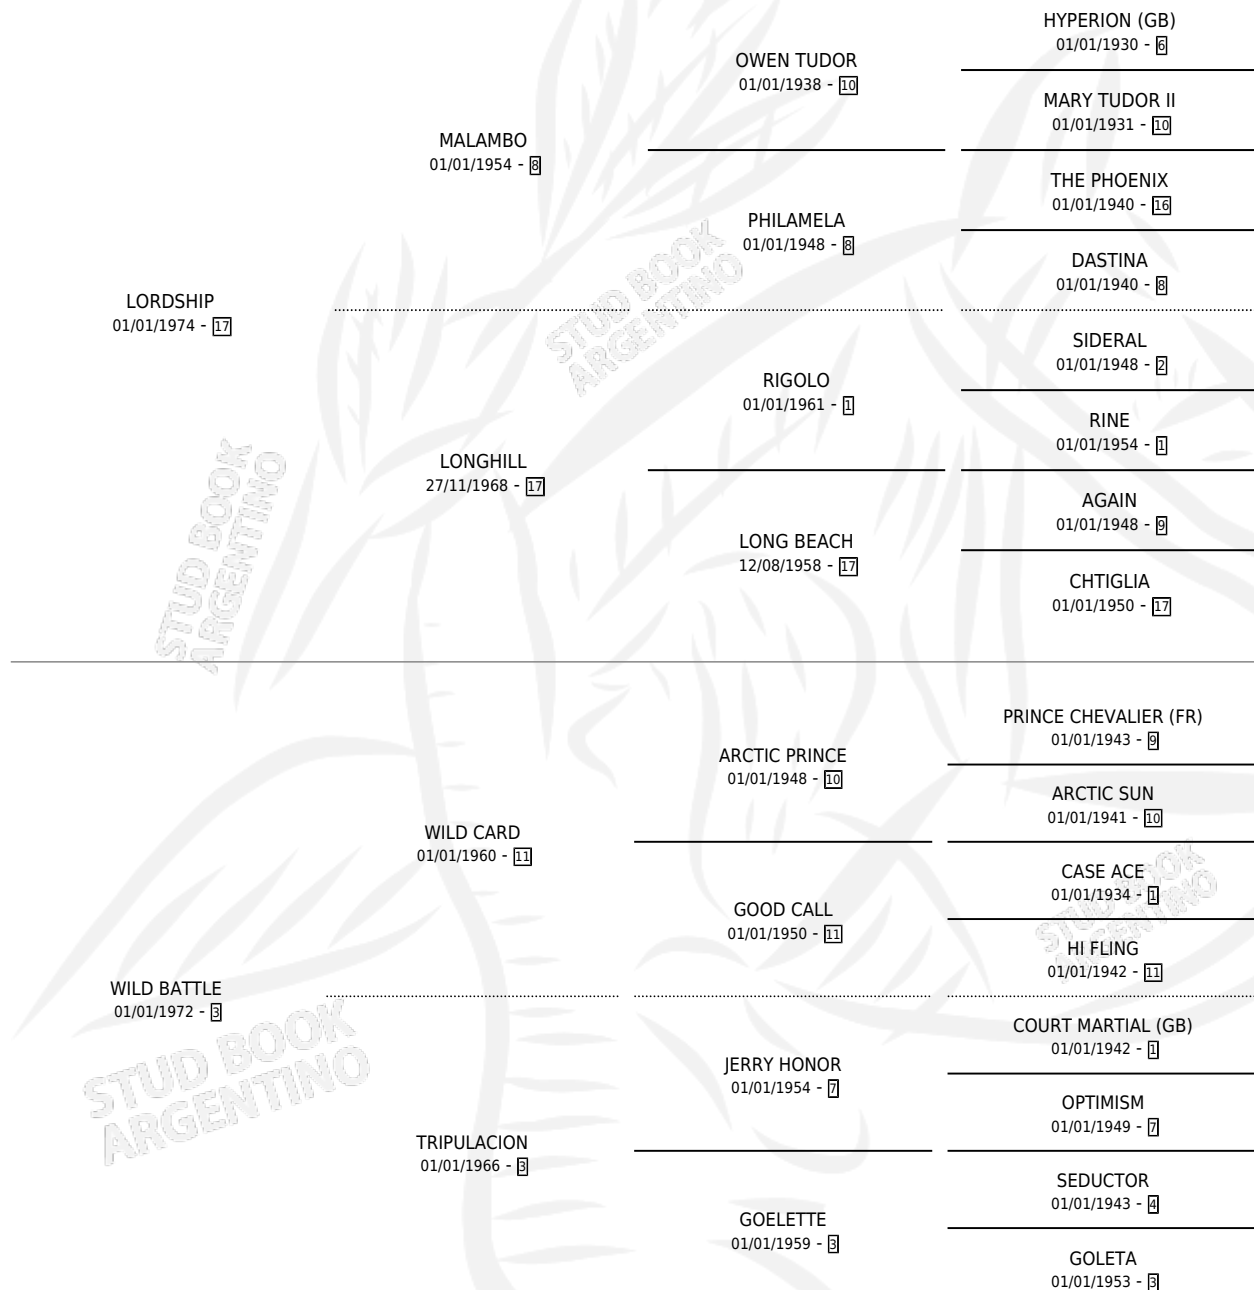 HYPERION (GB)
01/01/1930 - 6
OWEN TUDOR
01/01/1938 - 10
MARY TUDOR II
01/01/1931 - 10
MALAMBO
01/01/1954 - 8
THE PHOENIX
01/01/1940 - 16
PHILAMELA
01/01/1948 - 8
DASTINA
01/01/1940 - 8
LORDSHIP
01/01/1974 - 17
STUD BOOK
ARGENTINO
SIDERAL
01/01/1948 - 2
RIGOLO
01/01/1961 - 1
RINE
01/01/1954 - 1
LONGHILL
27/11/1968 - 17
AGAIN
01/01/1948 - 9
LONG BEACH
12/08/1958 - 17
CHTIGLIA
01/01/1950 - 17
STUD BOOK
ARGENTINO
PRINCE CHEVALIER (FR)
01/01/1943 - 9
ARCTIC PRINCE
01/01/1948 - 10
ARCTIC SUN
01/01/1941 - 10
WILD CARD
01/01/1960 - 11
CASE ACE
01/01/1934 - 1
GOOD CALL
01/01/1950 - 11
HI FLING
01/01/1942 - 11
STUD BOOK
ARGENTINO
WILD BATTLE
01/01/1972 - 3
STUD BOOK
ARGENTINO
COURT MARTIAL (GB)
01/01/1942 - 1
JERRY HONOR
01/01/1954 - 7
OPTIMISM
01/01/1949 - 7
TRIPULACION
01/01/1966 - 3
SEDUCTOR
01/01/1943 - 4
GOELETTE
01/01/1959 - 3
GOLETA
01/01/1953 - 3